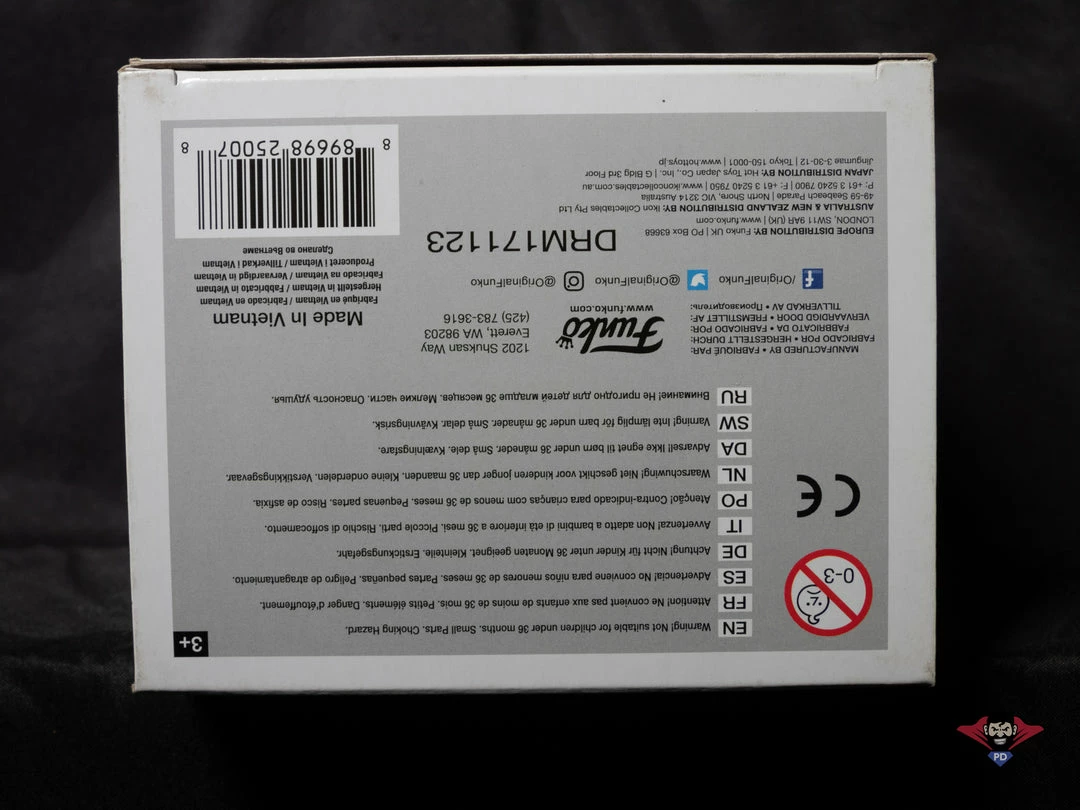 EN Warning! Not suitable for children under 36 months. Small Parts. Choking Hazard.
FR Attention! Ne convient pas aux enfants de moins de 36 mois. Petits éléments. Danger d'étouffement.
ES Advertencia! No conviene para niños menores de 36 meses. Partes pequeñas. Peligro de atragantamiento.
DE Achtung! Nicht für Kinder unter 36 Monaten geeignet. Kleinteile. Erstickungsgefahr.
IT Avvertenza! Non adatto a bambini di età inferiore a 36 mesi. Piccole parti. Rischio di soffocamento.
PO Atenção! Contra-indicado para crianças com menos de 36 meses. Pequenas partes. Risco de asfixia.
NL Waarschuwing! Niet geschikt voor kinderen jonger dan 36 maanden. Kleine onderdelen. Verstikkingsgevaar.
DA Advarsel! Ikke egnet til barn under 36 måneder. Små dele. Kvælningsfare.
SW Varning! Inte lämplig för barn under 36 månader. Små delar. Kvävningsrisk.
RU Внимание! Не пригодно для детей младше 36 месяцев. Мелкие части. Опасность удушья.
0-3
CE
3+
MANUFACTURED BY • FABRIQUÉ PAR:
FABRICADO POR • HERGESTELLT DURCH:
FABBRICATO DA • FABRICADO POR:
VERVAARDIGD DOOR • FREMSTILLET AF:
TILLVERKAD AV • Производитель:
Funko
www.funko.com
1202 Shuksan Way
Everett, WA 98203
(425) 783-3616
/OriginalFunko
@OriginalFunko
@OriginalFunko
EUROPE DISTRIBUTION BY: Funko UK | PO Box 63868
LONDON, SW11 9AR (UK) | www.funko.com
AUSTRALIA & NEW ZEALAND DISTRIBUTION BY: Ikon Collectables Pty Ltd
49-59 Seabeach Parade | North Shore, VIC 3214 Australia
P: +61 3 5240 7900 | F: +61 3 5240 7950 | www.ikoncollectables.com.au
JAPAN DISTRIBUTION BY: Hot Toys Japan Co., Inc. | G Bldg 3rd Floor
Jingumae 3-30-12 | Tokyo 150-0001 | www.hottoys.jp
DRM171123
Made In Vietnam
Fabriqué en Vietnam / Fabricado en Vietnam
Hergestellt in Vietnam / Fabbricato in Vietnam
Fabricado na Vietnam / Vervaardigd in Vietnam
Produceret i Vietnam / Tillverkad i Vietnam
Сделано во Вьетнаме
8 89698 25007 8
PD